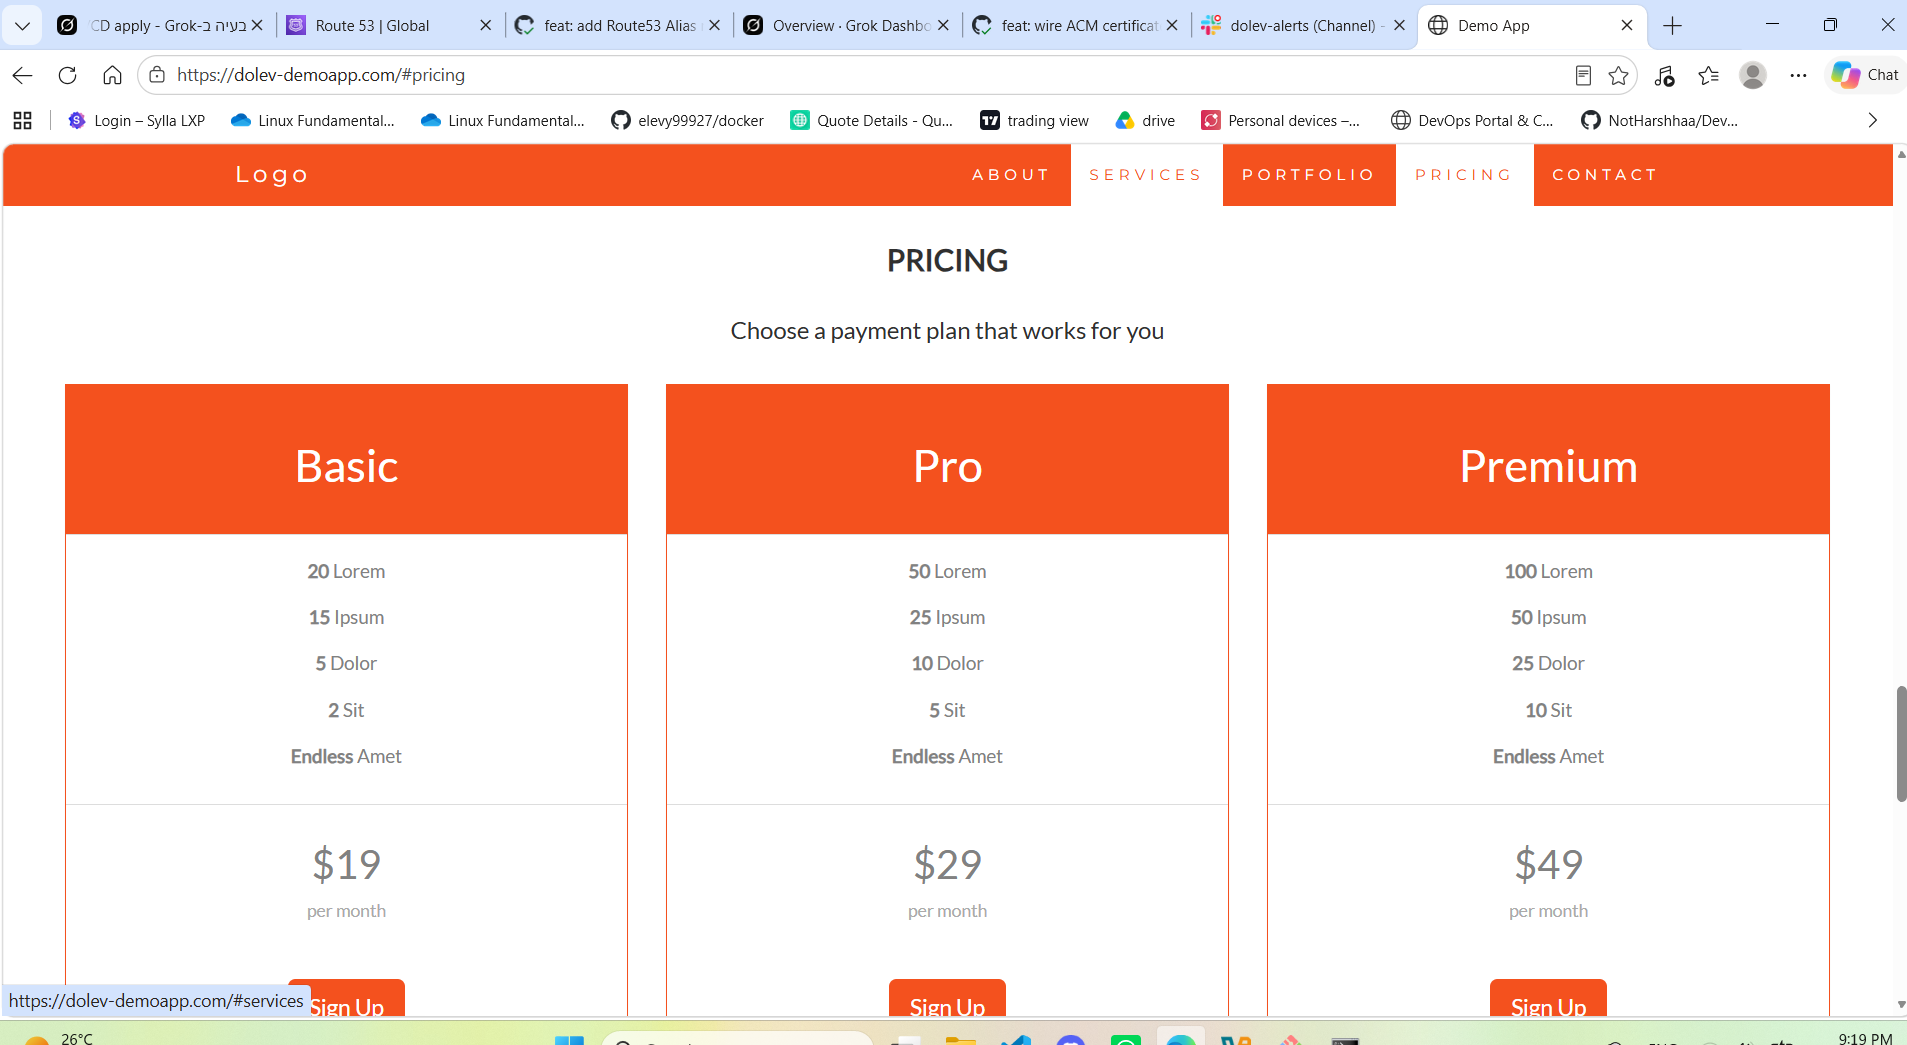 CD apply - Grok-בעיה ב
Route 53 | Global
feat: add Route53 Alias
Overview · Grok Dashbo
feat: wire ACM certificat
dolev-alerts (Channel) -
Demo App
https://dolev-demoapp.com/#pricing
Chat
Login – Sylla LXP
Linux Fundamental...
Linux Fundamental...
elevy99927/docker
Quote Details - Qu...
trading view
drive
Personal devices –...
DevOps Portal & C...
NotHarshhaa/Dev...
Logo
ABOUT
SERVICES
PORTFOLIO
PRICING
CONTACT
PRICING
Choose a payment plan that works for you
Basic
20 Lorem
15 Ipsum
5 Dolor
2 Sit
Endless Amet
$19
per month
Sign Up
Pro
50 Lorem
25 Ipsum
10 Dolor
5 Sit
Endless Amet
$29
per month
Sign Up
Premium
100 Lorem
50 Ipsum
25 Dolor
10 Sit
Endless Amet
$49
per month
Sign Up
https://dolev-demoapp.com/#services
26°C
9:19 PM